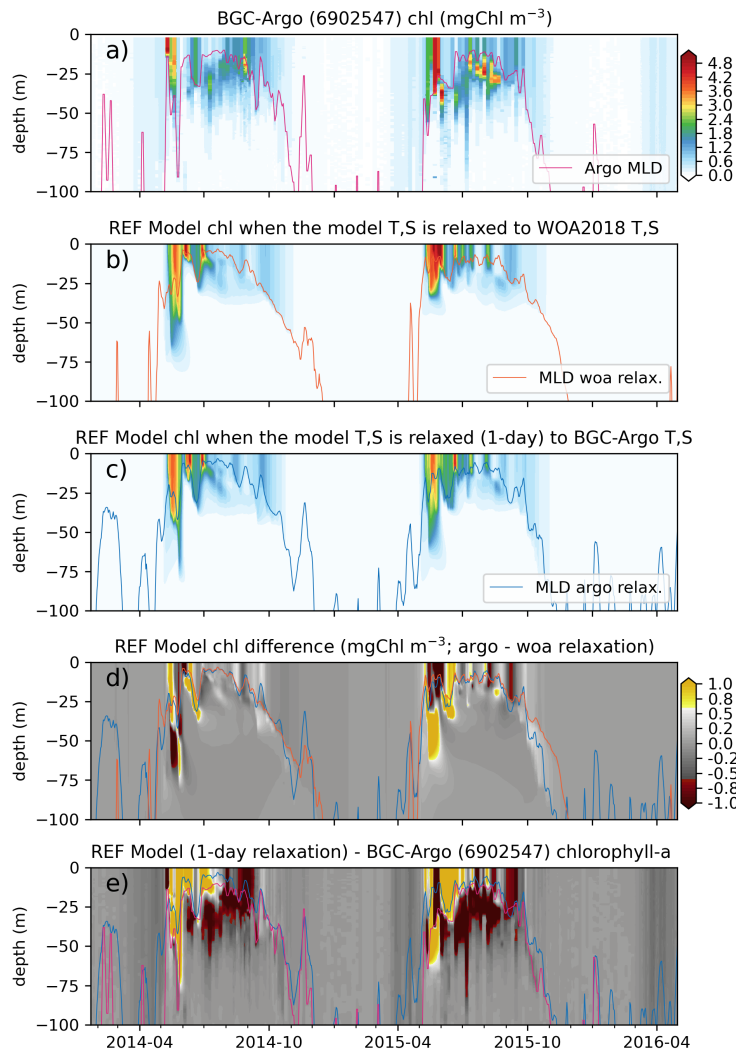 BGC-Argo (6902547) chl (mgChl m⁻³)
a)
0
−25
−50
−75
−100
depth (m)
Argo MLD
4.8
4.2
3.6
3.0
2.4
1.8
1.2
0.6
0.0
REF Model chl when the model T,S is relaxed to WOA2018 T,S
b)
0
−25
−50
−75
−100
depth (m)
MLD woa relax.
REF Model chl when the model T,S is relaxed (1-day) to BGC-Argo T,S
c)
0
−25
−50
−75
−100
depth (m)
MLD argo relax.
REF Model chl difference (mgChl m⁻³; argo - woa relaxation)
d)
0
−25
−50
−75
−100
depth (m)
1.0
0.8
0.5
0.2
0.0
-0.2
-0.5
-0.8
-1.0
REF Model (1-day relaxation) - BGC-Argo (6902547) chlorophyll-a
e)
0
−25
−50
−75
−100
depth (m)
2014-04 2014-10 2015-04 2015-10 2016-04